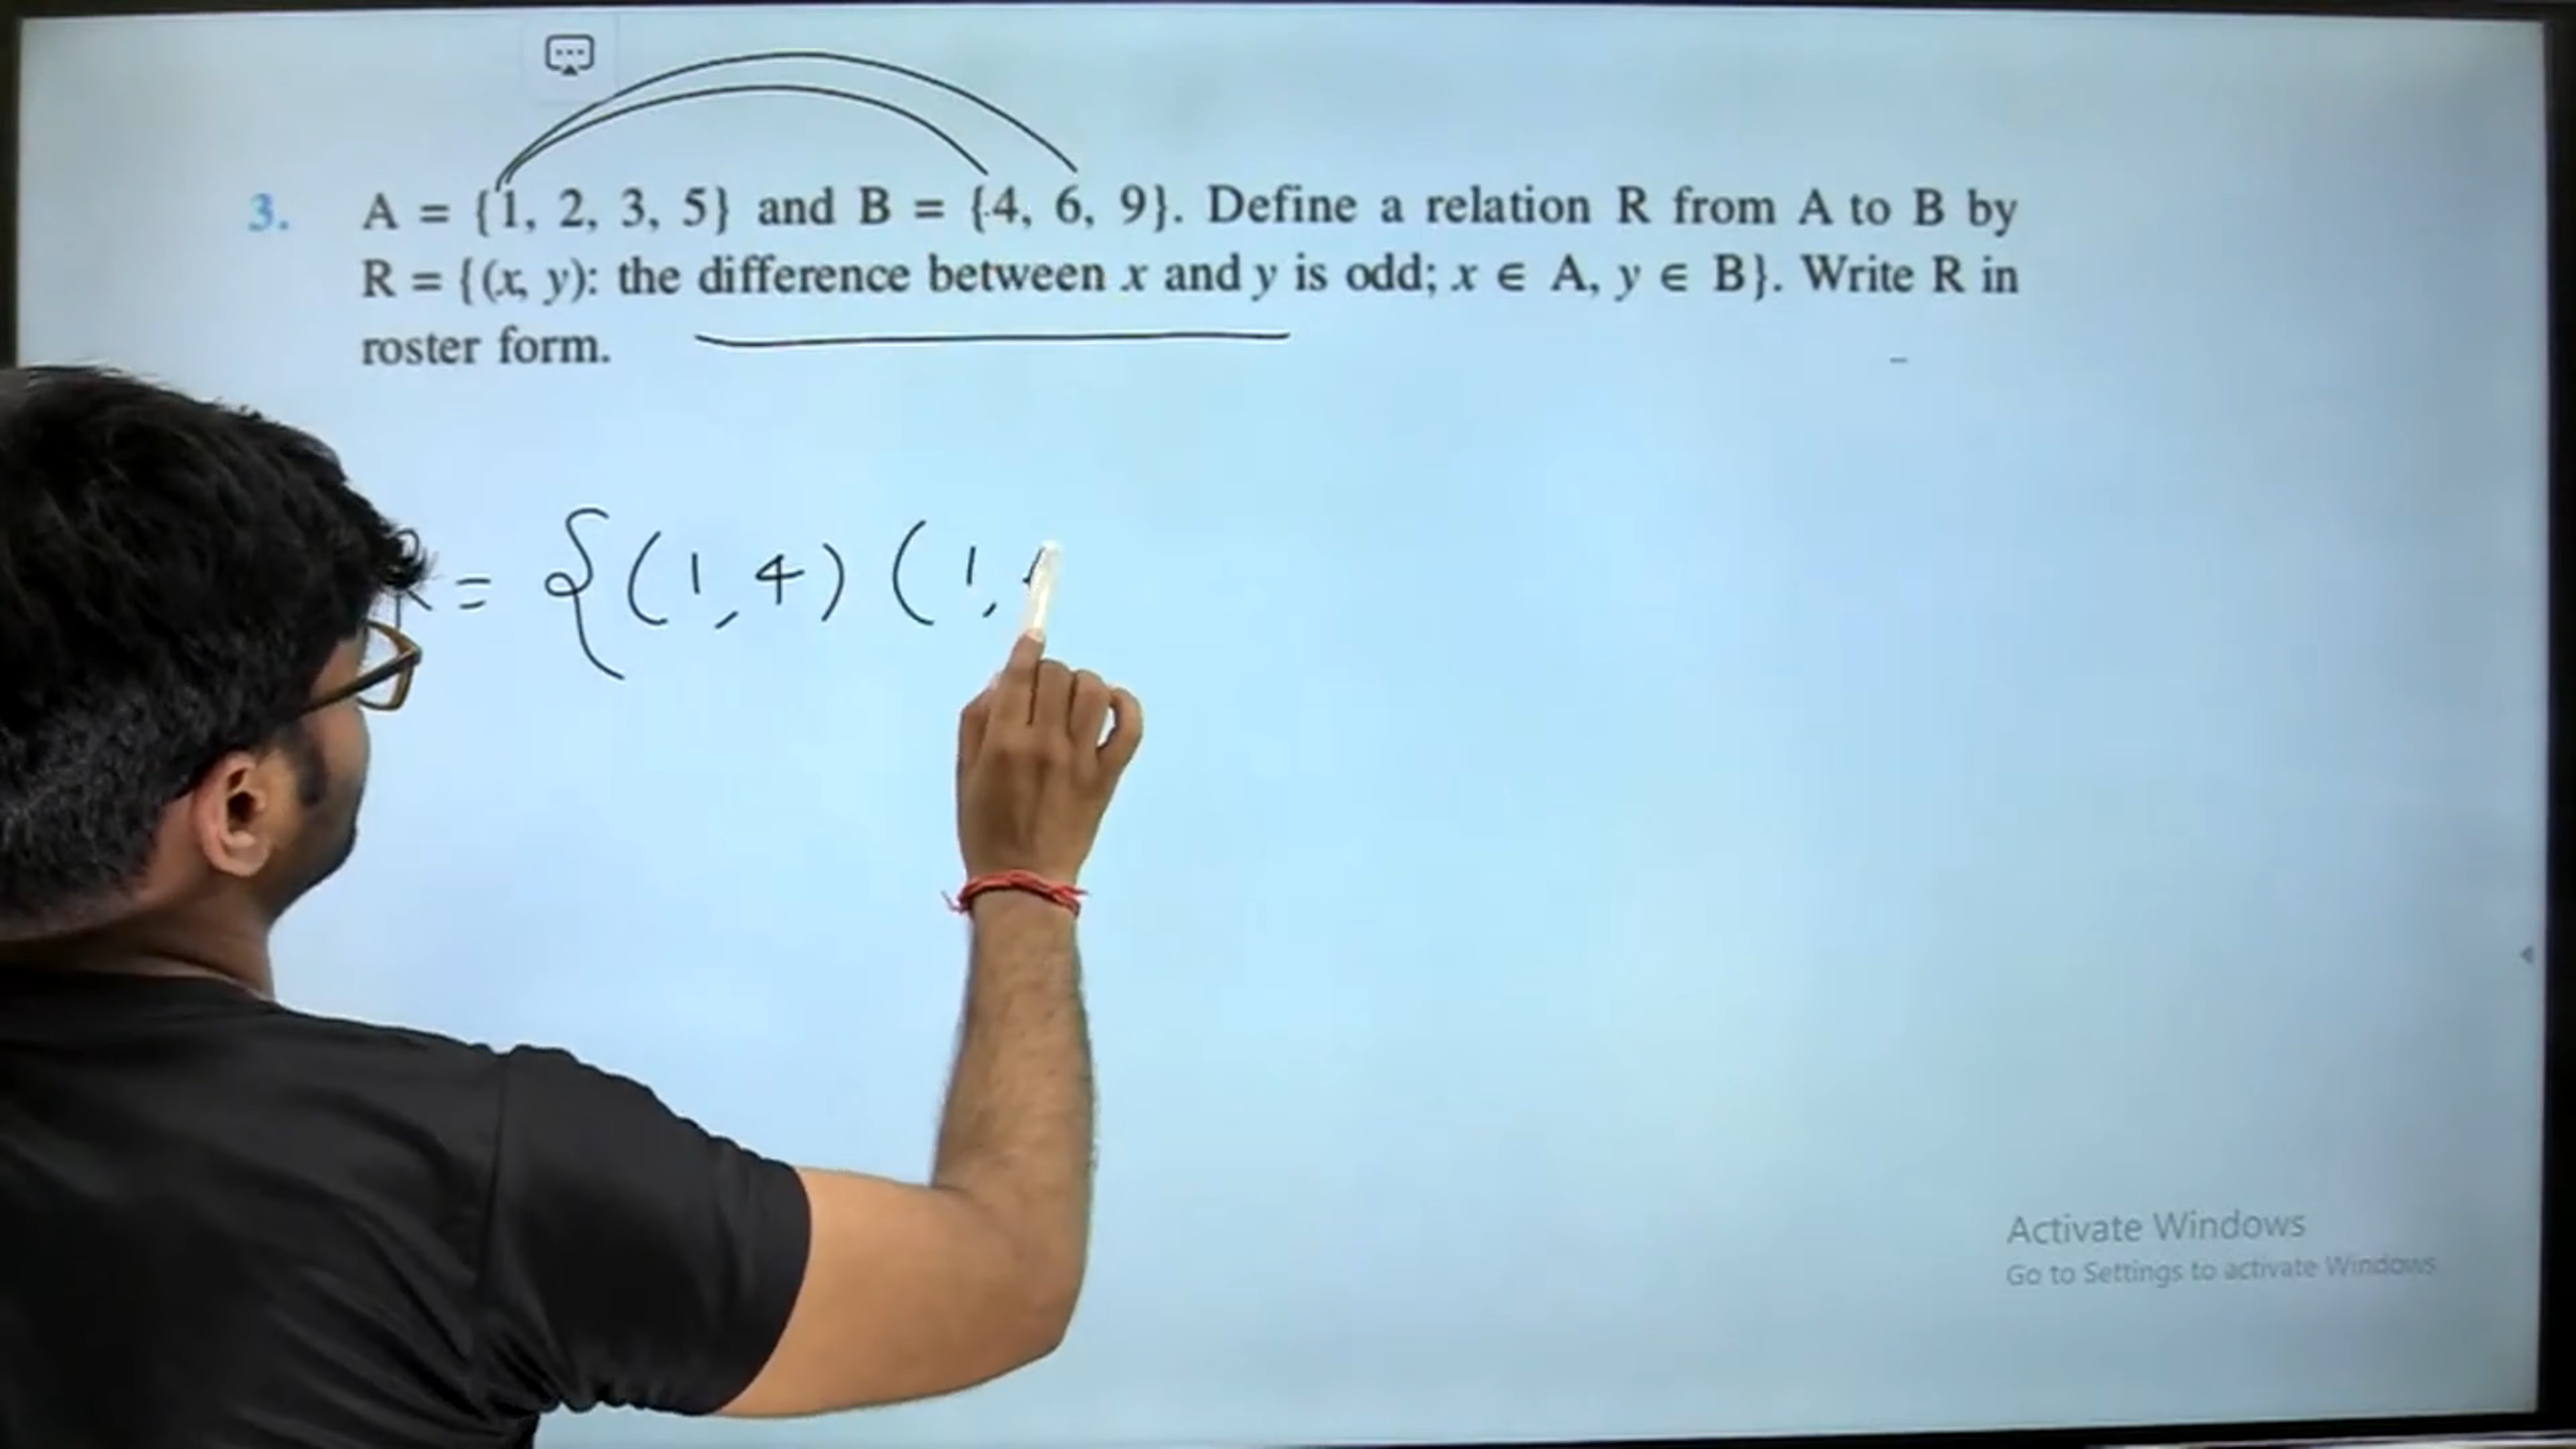 3. A = {1, 2, 3, 5} and B = {4, 6, 9}. Define a relation R from A to B by
R = {(x, y): the difference between x and y is odd; x ∈ A, y ∈ B}. Write R in
roster form.
R = {(1,4) (1,
Activate Windows
Go to Settings to activate Windows